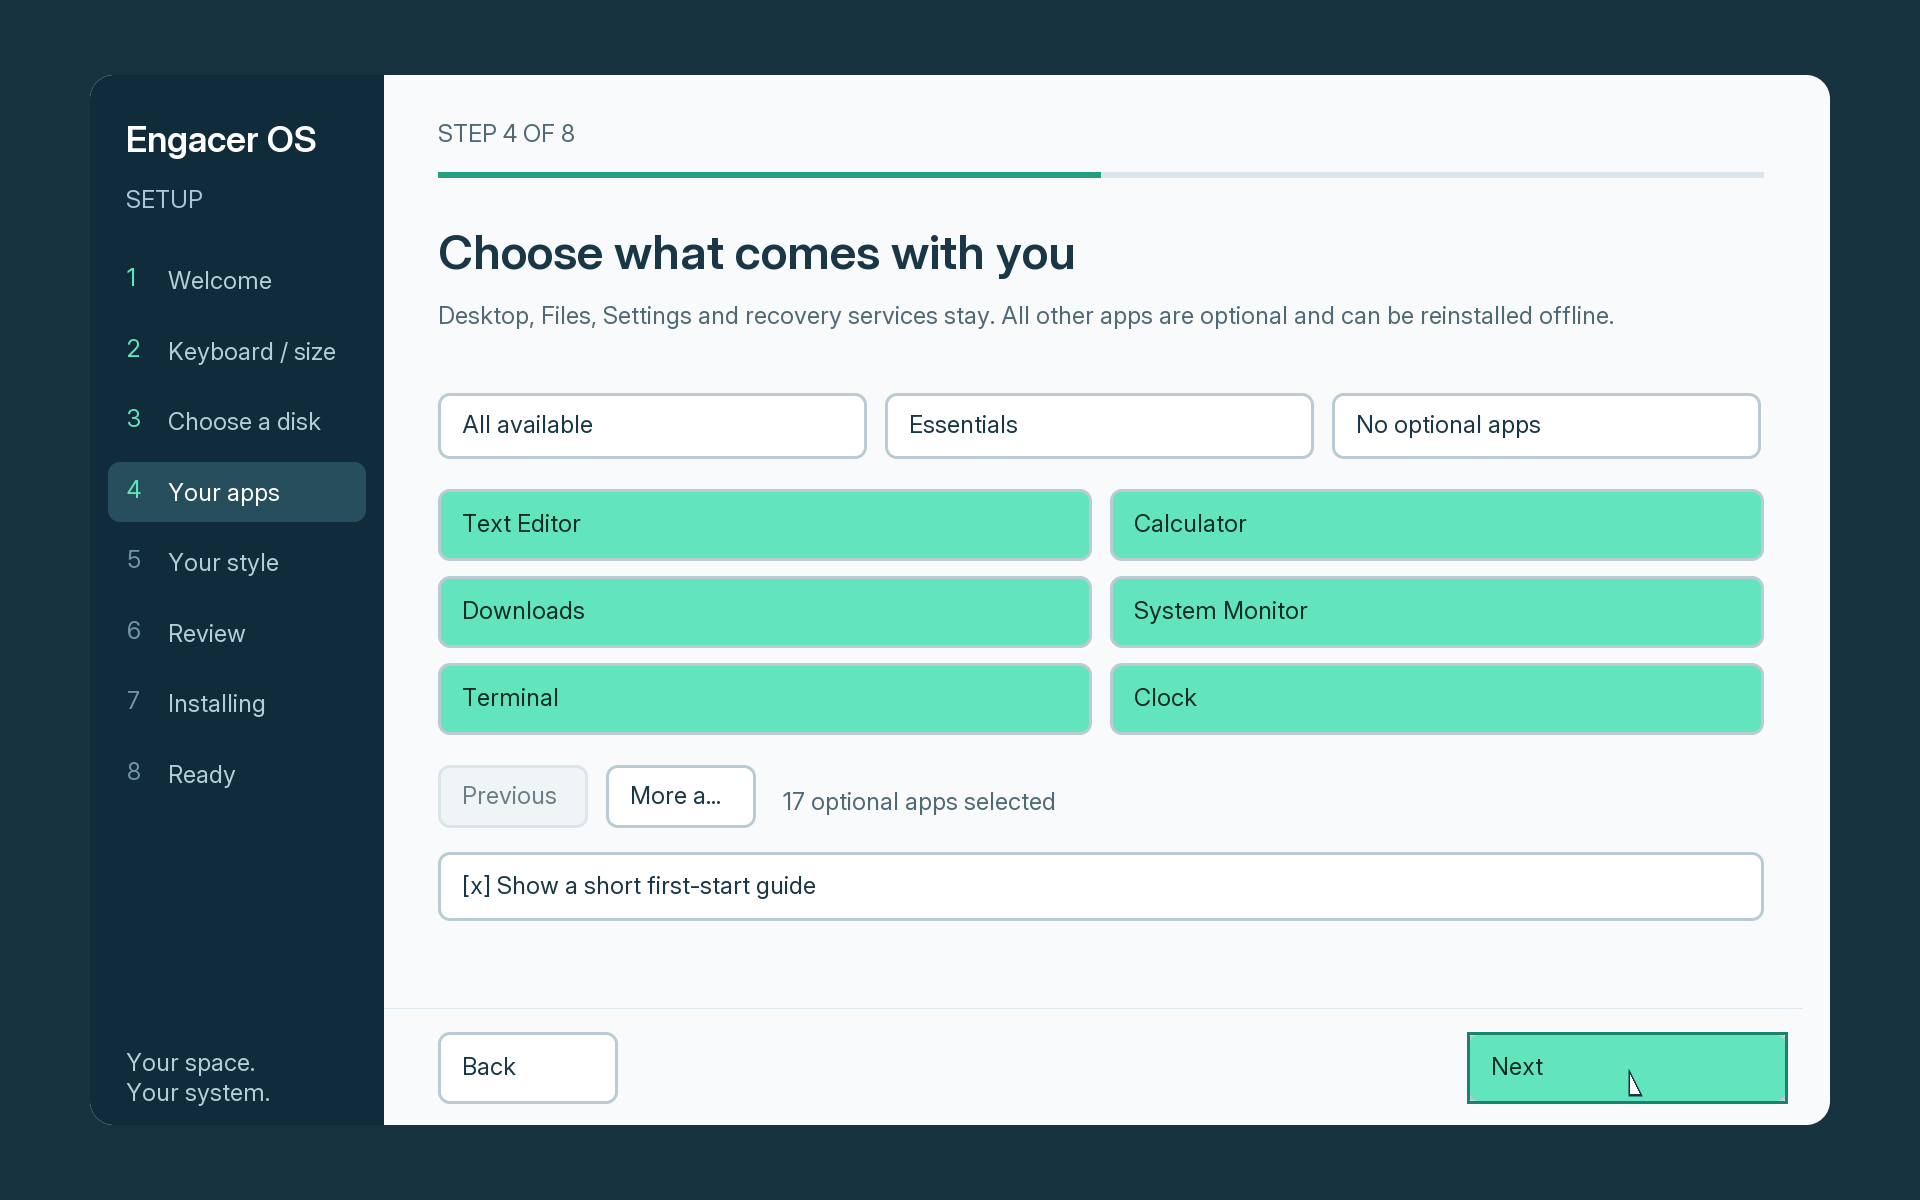 Engacer OS
SETUP
1 Welcome
2 Keyboard / size
3 Choose a disk
4 Your apps
5 Your style
6 Review
7 Installing
8 Ready
Your space.
Your system.
STEP 4 OF 8
Choose what comes with you
Desktop, Files, Settings and recovery services stay. All other apps are optional and can be reinstalled offline.
All available
Essentials
No optional apps
Text Editor
Calculator
Downloads
System Monitor
Terminal
Clock
Previous
More a...
17 optional apps selected
[x] Show a short first-start guide
Back
Next